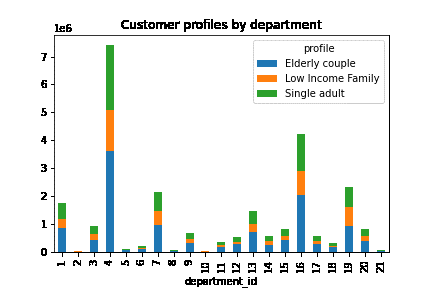 Customer profiles by department
1e6
profile
Elderly couple
Low Income Family
Single adult
7
6
5
4
3
2
1
0
1 2 3 4 5 6 7 8 9 10 11 12 13 14 15 16 17 18 19 20 21
department_id